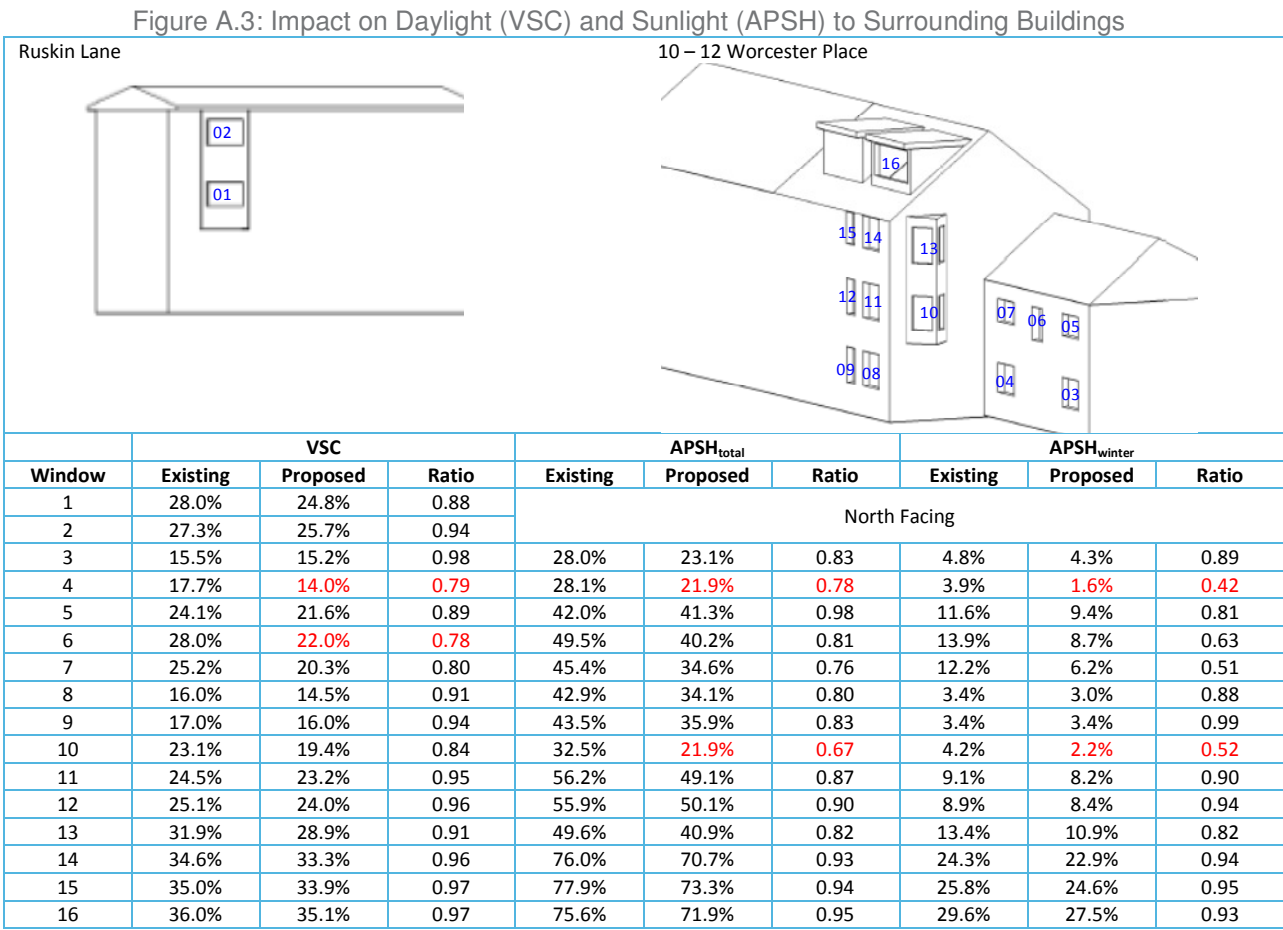 Figure A.3: Impact on Daylight (VSC) and Sunlight (APSH) to Surrounding Buildings
Ruskin Lane
10 – 12 Worcester Place
02
01
16
15 14
13
12 11
10
09 08
07 06 05
04
03
VSC APSHtotal APSHwinter
Window Existing Proposed Ratio Existing Proposed Ratio Existing Proposed Ratio
1 28.0% 24.8% 0.88
North Facing
2 27.3% 25.7% 0.94
3 15.5% 15.2% 0.98 28.0% 23.1% 0.83 4.8% 4.3% 0.89
4 17.7% 14.0% 0.79 28.1% 21.9% 0.78 3.9% 1.6% 0.42
5 24.1% 21.6% 0.89 42.0% 41.3% 0.98 11.6% 9.4% 0.81
6 28.0% 22.0% 0.78 49.5% 40.2% 0.81 13.9% 8.7% 0.63
7 25.2% 20.3% 0.80 45.4% 34.6% 0.76 12.2% 6.2% 0.51
8 16.0% 14.5% 0.91 42.9% 34.1% 0.80 3.4% 3.0% 0.88
9 17.0% 16.0% 0.94 43.5% 35.9% 0.83 3.4% 3.4% 0.99
10 23.1% 19.4% 0.84 32.5% 21.9% 0.67 4.2% 2.2% 0.52
11 24.5% 23.2% 0.95 56.2% 49.1% 0.87 9.1% 8.2% 0.90
12 25.1% 24.0% 0.96 55.9% 50.1% 0.90 8.9% 8.4% 0.94
13 31.9% 28.9% 0.91 49.6% 40.9% 0.82 13.4% 10.9% 0.82
14 34.6% 33.3% 0.96 76.0% 70.7% 0.93 24.3% 22.9% 0.94
15 35.0% 33.9% 0.97 77.9% 73.3% 0.94 25.8% 24.6% 0.95
16 36.0% 35.1% 0.97 75.6% 71.9% 0.95 29.6% 27.5% 0.93